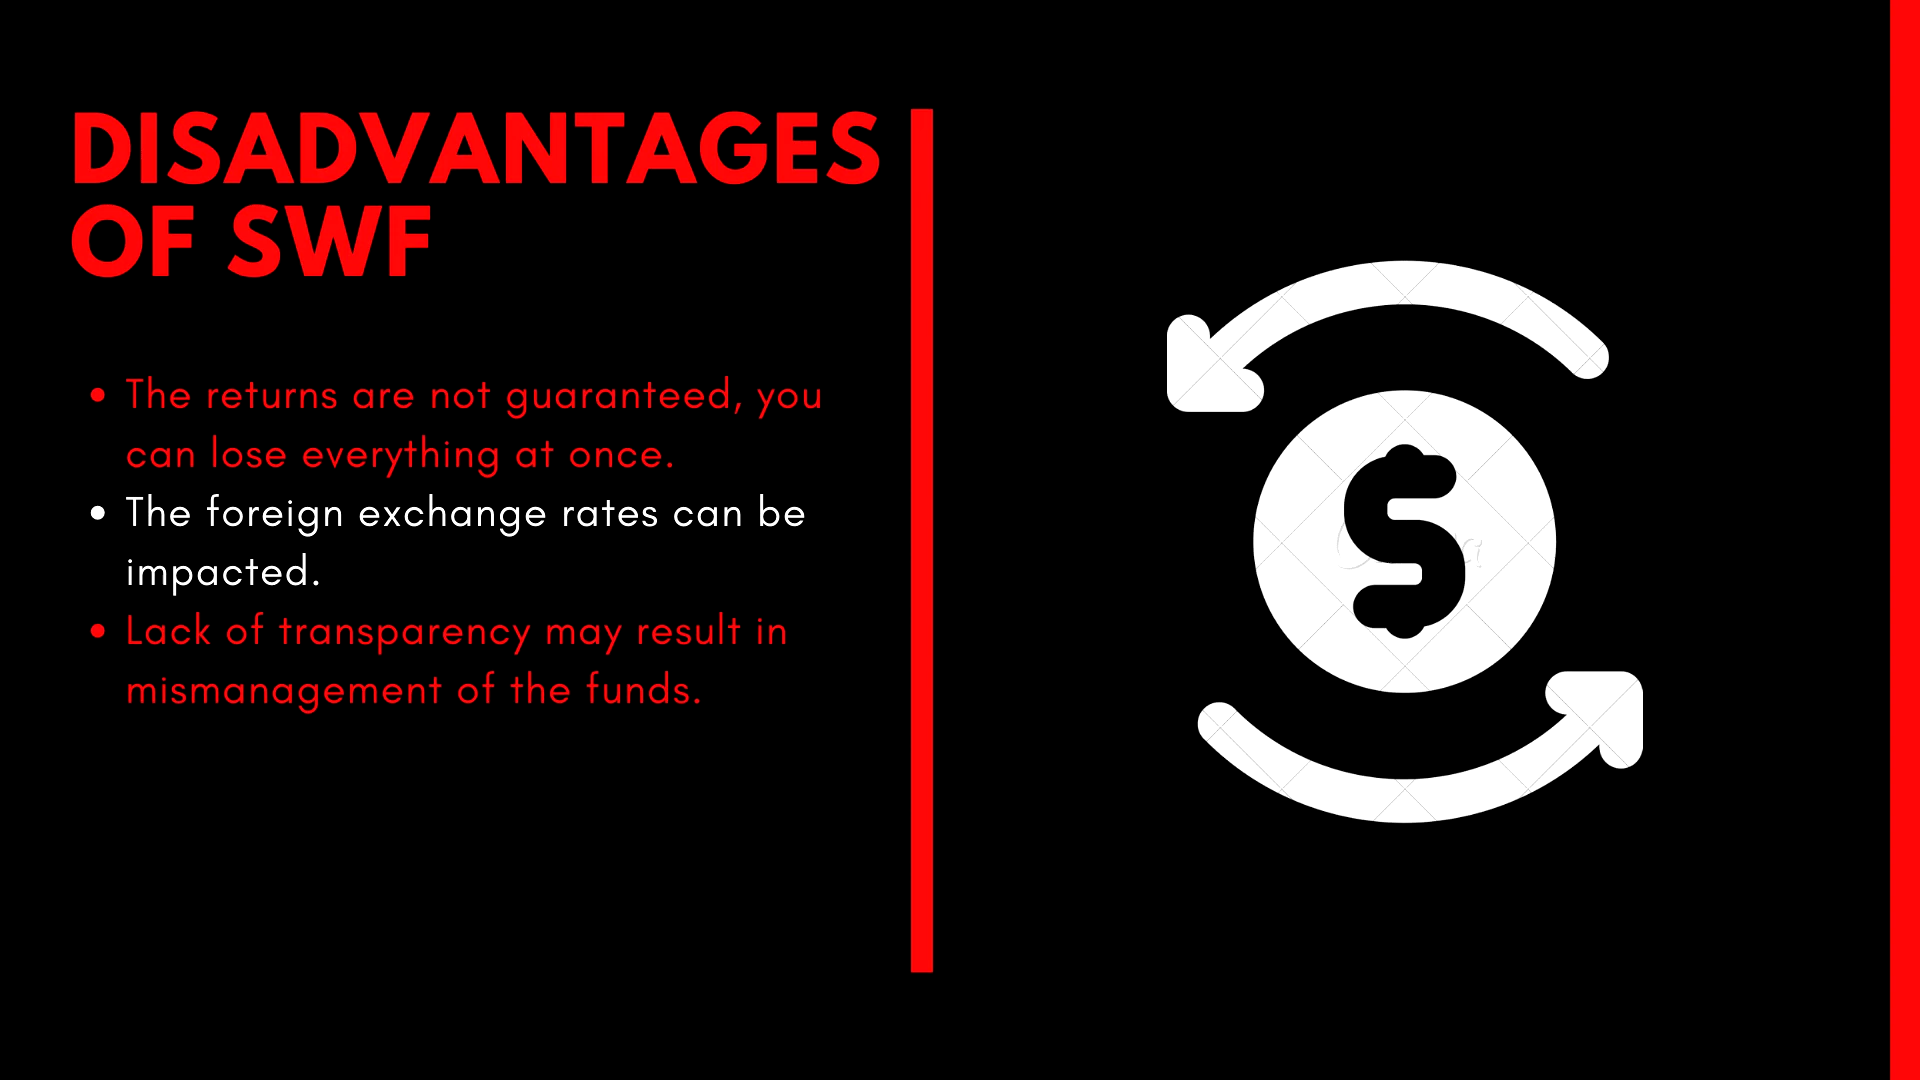 DISADVANTAGES
OF SWF
• The returns are not guaranteed, you
can lose everything at once.
• The foreign exchange rates can be
impacted.
• Lack of transparency may result in
mismanagement of the funds.
$